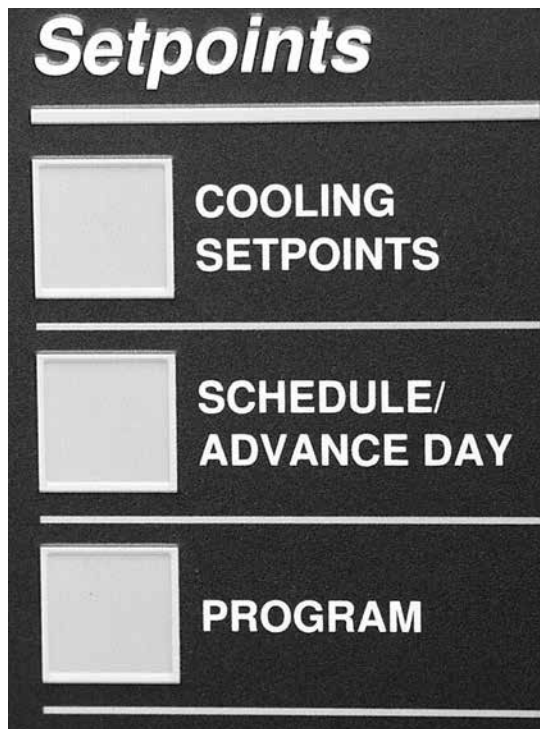 Setpoints
COOLING
SETPOINTS
SCHEDULE/
ADVANCE DAY
PROGRAM